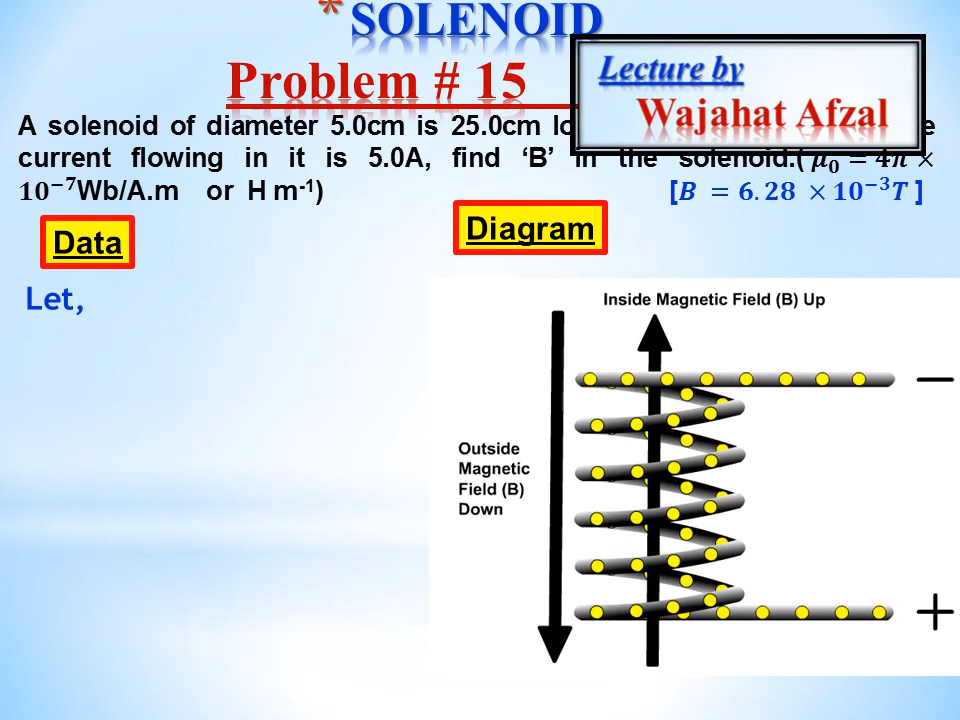 * SOLENOID
Problem # 15
Lecture by
Wajahat Afzal
A solenoid of diameter 5.0cm is 25.0cm
current flowing in it is 5.0A, find ‘B’ in the solenoid.( 𝝁₀ = 𝟒𝝅 ×
𝟏𝟎⁻⁷Wb/A.m or H m⁻¹) [𝑩 = 𝟔.𝟐𝟖 × 𝟏𝟎⁻³𝑻 ]
Data
Diagram
Let,
Inside Magnetic Field (B) Up
Outside
Magnetic
Field (B)
Down
−
+